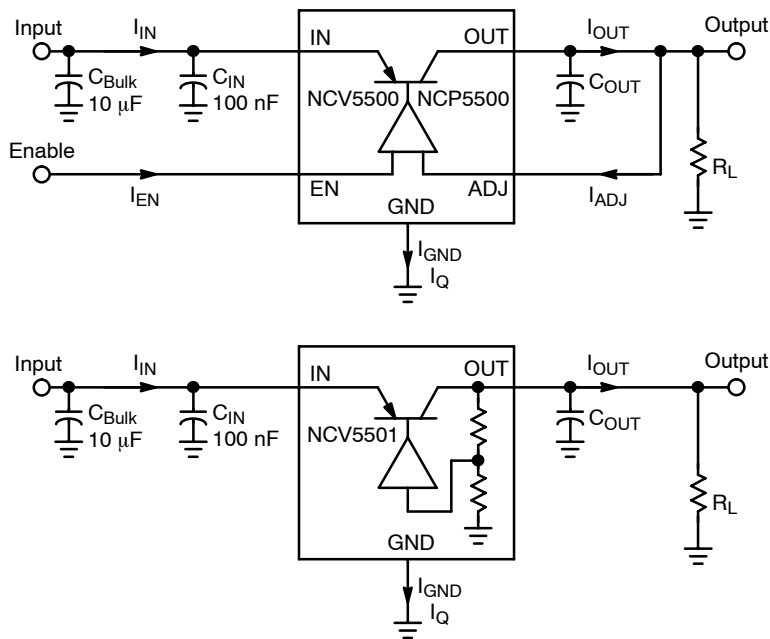 Input
I_IN
IN
OUT
I_OUT
Output
C_Bulk
10 μF
C_IN
100 nF
NCV5500
NCP5500
C_OUT
Enable
I_EN
EN
ADJ
I_ADJ
R_L
GND
I_GND
I_Q
Input
I_IN
IN
OUT
I_OUT
Output
C_Bulk
10 μF
C_IN
100 nF
NCV5501
C_OUT
R_L
GND
I_GND
I_Q